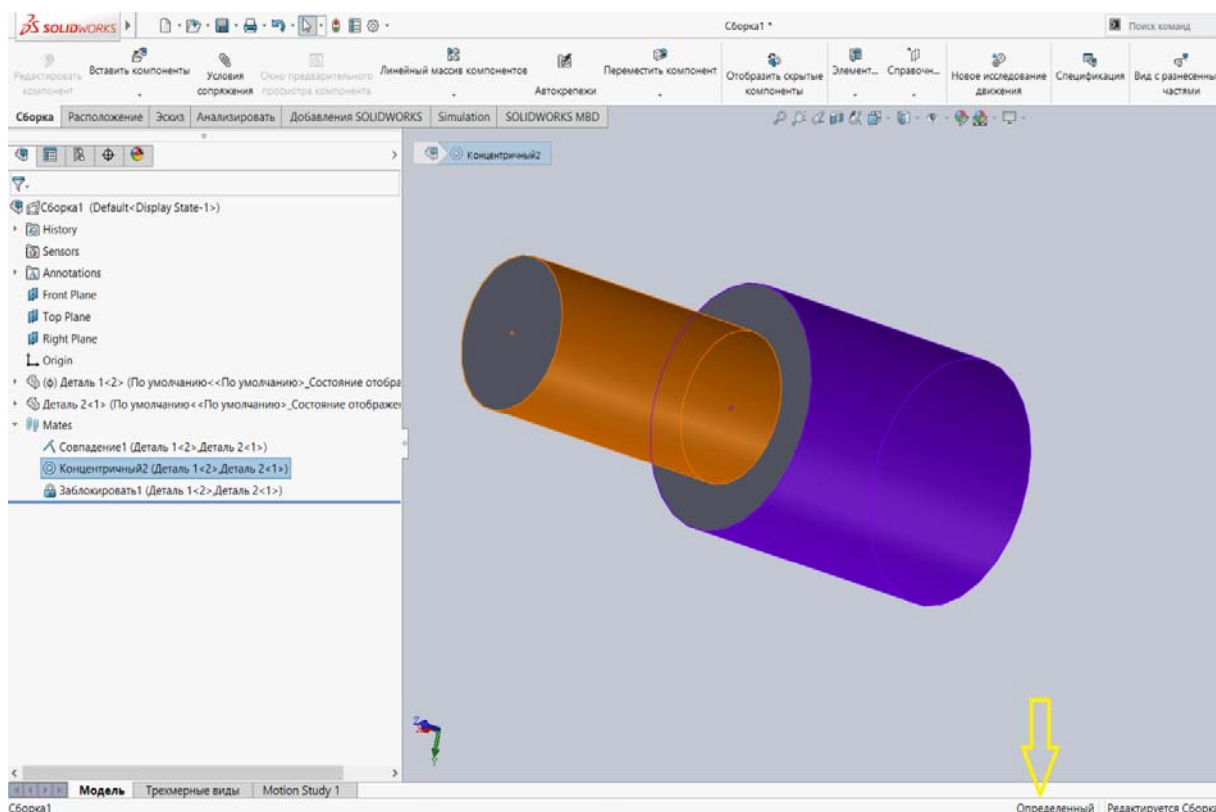 SOLIDWORKS
Сборка1 *
Поиск команд
Редактировать компонент
Вставить компоненты
Условия сопряжения
Окно предварительного просмотра компонента
Линейный массив компонентов
Автокрепежи
Переместить компонент
Отобразить скрытые компоненты
Элемент...
Справочн...
Новое исследование движения
Спецификация
Вид с разнесенны
частями
Сборка
Расположение
Эскиз
Анализировать
Добавления SOLIDWORKS
Simulation
SOLIDWORKS MBD
Концентричный2
Сборка1 (Default<Display State-1>)
History
Sensors
Annotations
Front Plane
Top Plane
Right Plane
Origin
(ф) Деталь 1<2> (По умолчанию<<По умолчанию>_Состояние отобра
Деталь 2<1> (По умолчанию<<По умолчанию>_Состояние отображен
Mates
Совпадение1 (Деталь 1<2>,Деталь 2<1>)
Концентричный2 (Деталь 1<2>,Деталь 2<1>)
Заблокировать1 (Деталь 1<2>,Деталь 2<1>)
Модель
Трехмерные виды
Motion Study 1
Сборка1
Определенный
Редактируется Сборка